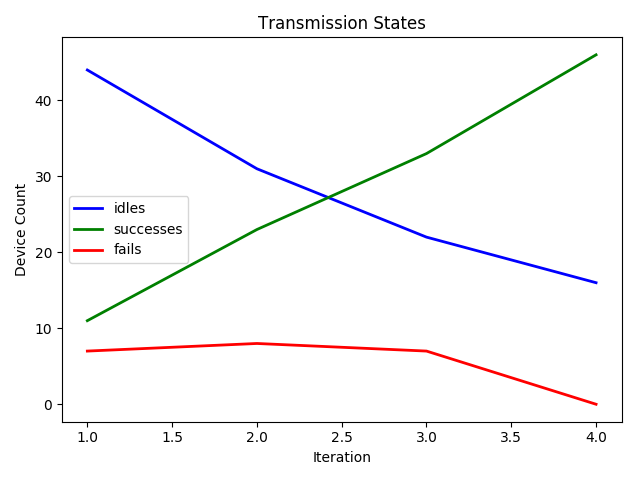 Transmission States
Device Count
40
30
20
10
0
idles
successes
fails
1.0 1.5 2.0 2.5 3.0 3.5 4.0
Iteration